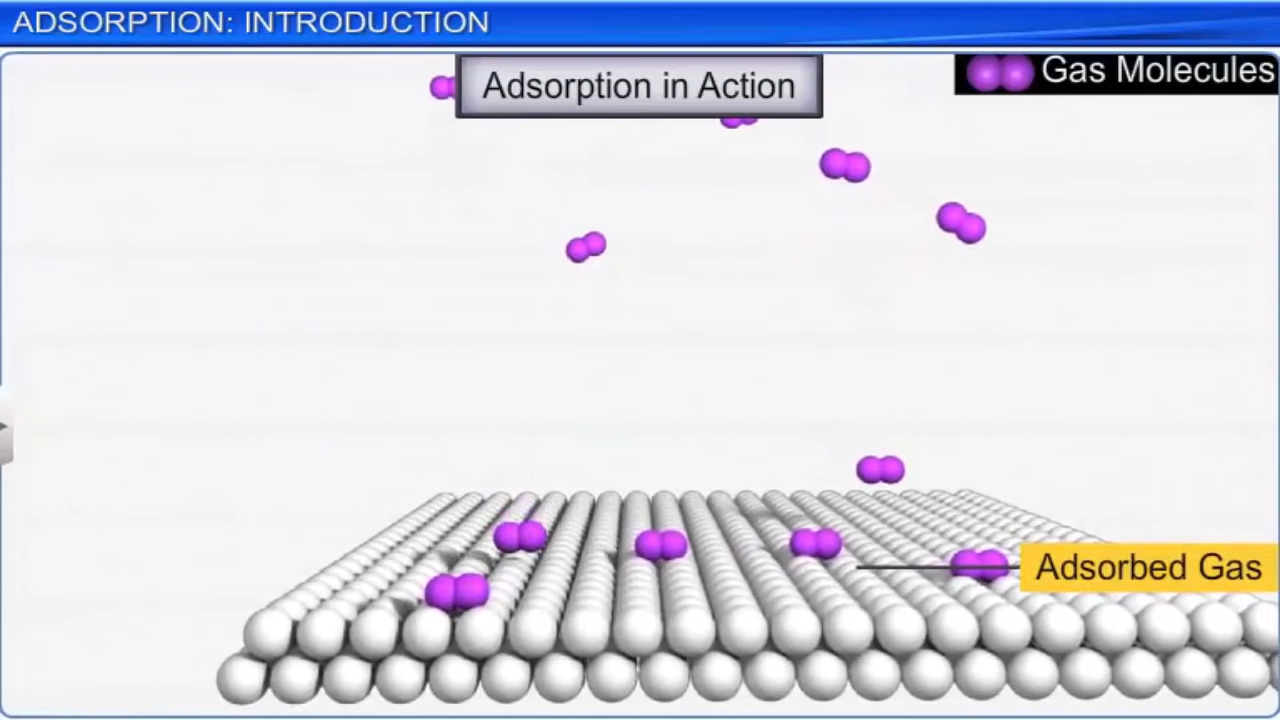 ADSORPTION: INTRODUCTION
Adsorption in Action
Gas Molecules
Adsorbed Gas